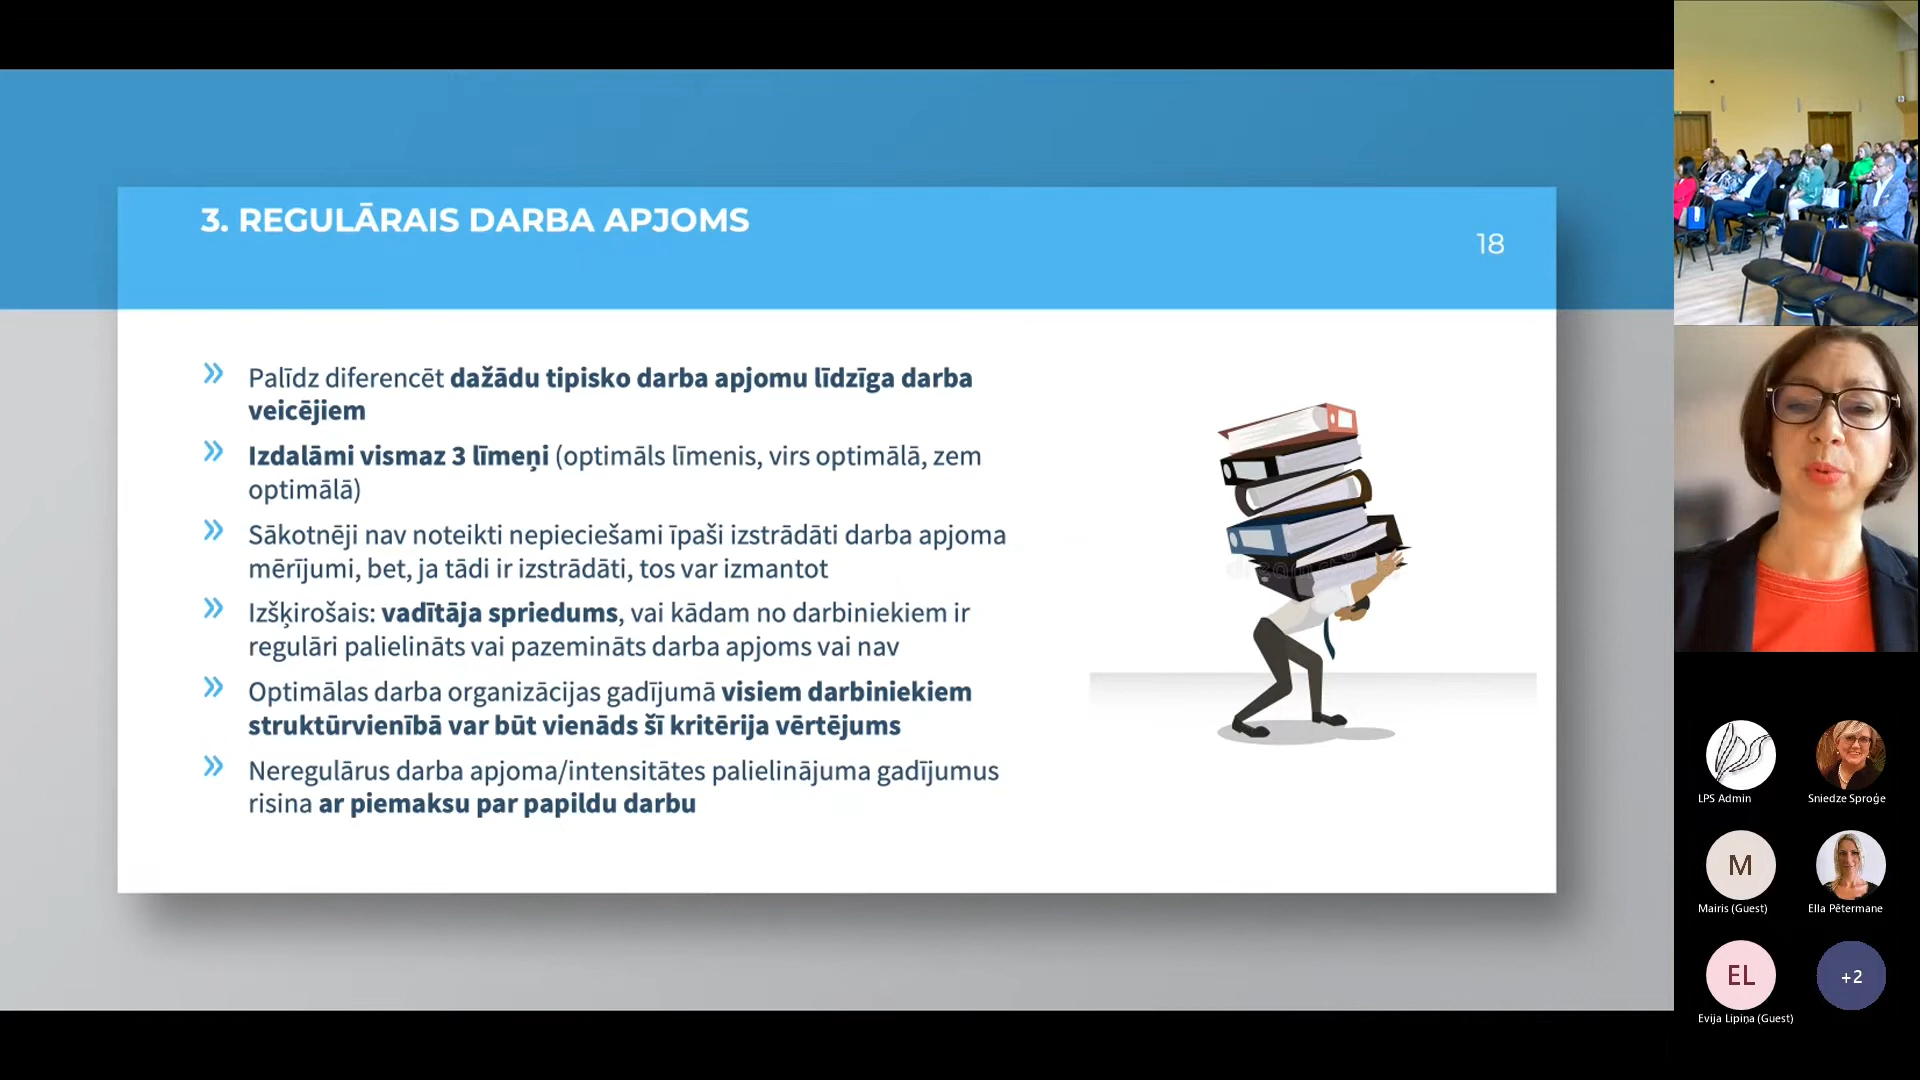 3. REGULĀRAIS DARBA APJOMS
18
Palīdz diferencēt dažādu tipisko darba apjomu līdzīga darba
veicējiem
Izdalāmi vismaz 3 līmeņi (optimāls līmenis, virs optimālā, zem
optimālā)
Sākotnēji nav noteikti nepieciešami īpaši izstrādāti darba apjoma
mērījumi, bet, ja tādi ir izstrādāti, tos var izmantot
Izšķirošais: vadītāja spriedums, vai kādam no darbiniekiem ir
regulāri palielināts vai pazemināts darba apjoms vai nav
Optimālas darba organizācijas gadījumā visiem darbiniekiem
struktūrvienībā var būt vienāds šī kritērija vērtējums
Neregulārus darba apjoma/intensitātes palielinājuma gadījumus
risina ar piemaksu par papildu darbu
LPS Admin
Sniedze Sproģe
M
Mairis (Guest)
Ella Pētermane
EL
Evija Lipiņa (Guest)
+2